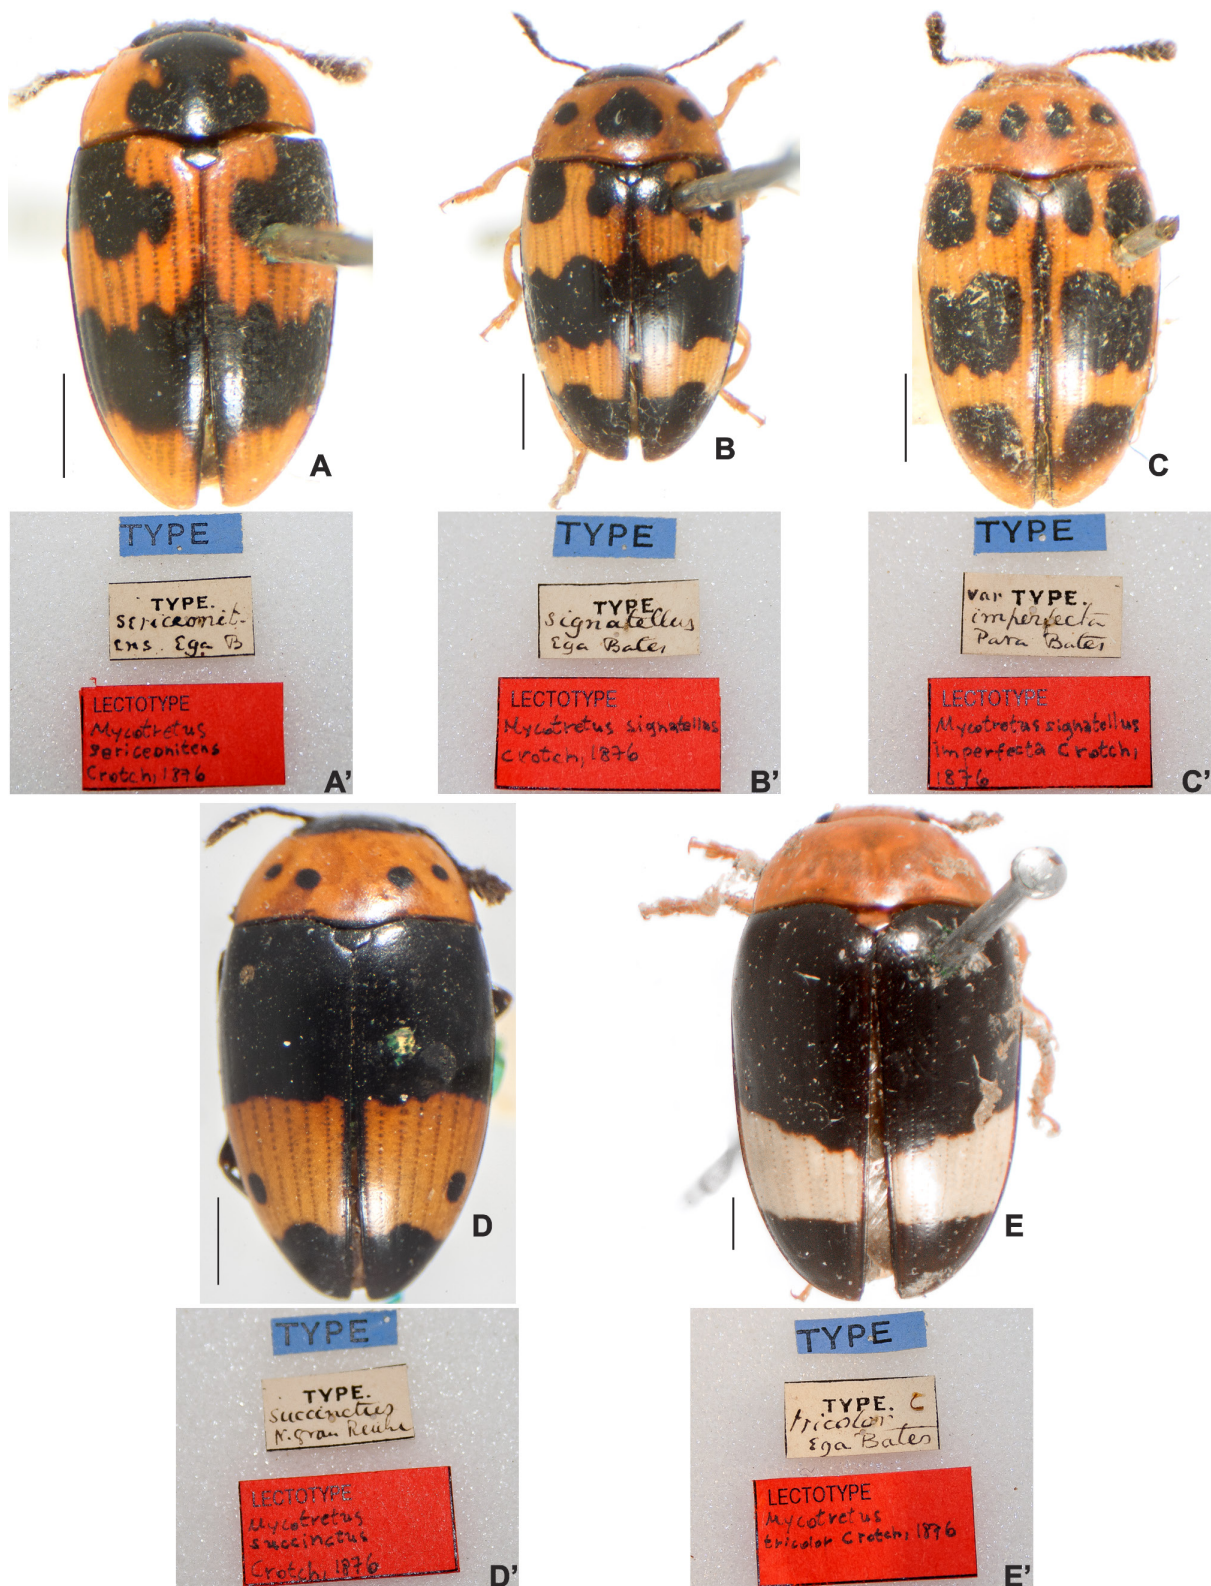 A
B
C
TYPE
TYPE.
sericeonit-
ens. Ega B
LECTOTYPE
Mycotretus
sericeonitens
Crotch, 1876
A'
TYPE
TYPE
signatellus
Ega Bates
LECTOTYPE
Mycotretus signatellus
Crotch, 1876
B'
TYPE
var TYPE.
imperfecta
Para Bates
LECTOTYPE
Mycotretus signatellus
imperfecta Crotch,
1876
C'
D
E
TYPE
TYPE.
succinctus
N. Gran
LECTOTYPE
Mycotretus
succinctus
Crotch, 1876
D'
TYPE
TYPE. C
tricolor
Ega Bates
LECTOTYPE
Mycotretus
tricolor Crotch, 1876
E'